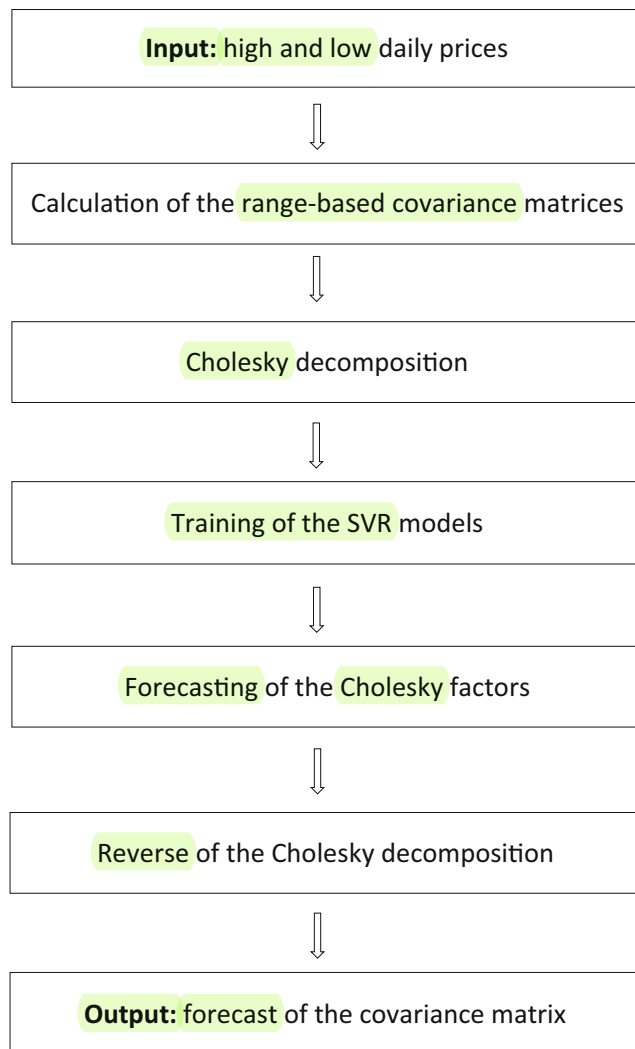 Input: high and low daily prices
Calculation of the range-based covariance matrices
Cholesky decomposition
Training of the SVR models
Forecasting of the Cholesky factors
Reverse of the Cholesky decomposition
Output: forecast of the covariance matrix